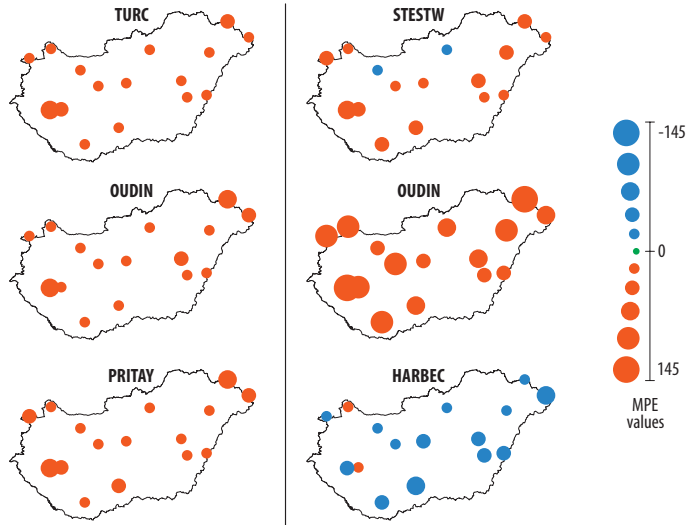 TURC
STESTW
OUDIN
OUDIN
PRITAY
HARBEC
-145
0
145
MPE
values